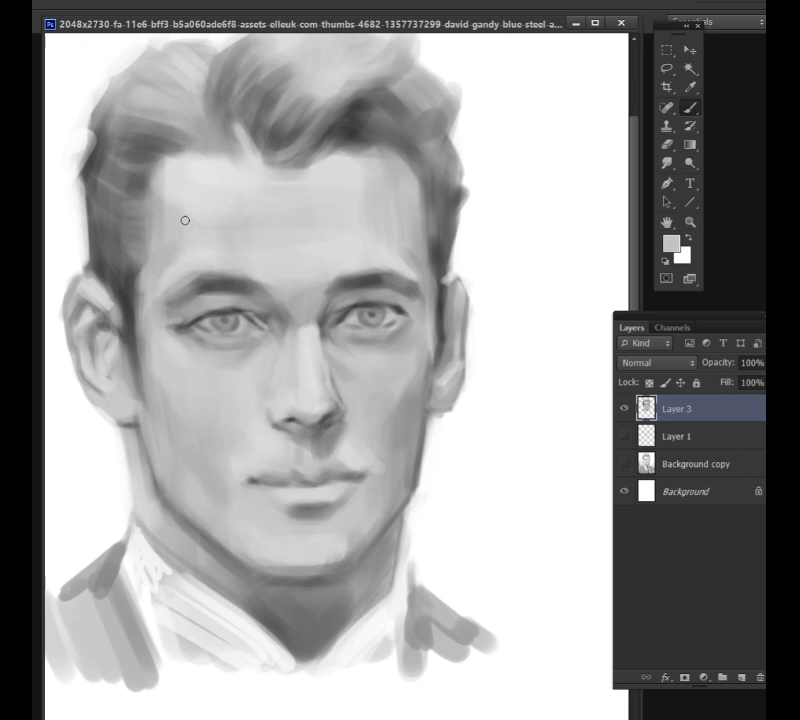 Ps 2048x2730-fa-11e6-bff3-b5a060ade6f8-assets-elleuk-com-thumbs-4682-1357737299-david-gandy-blue-steel-a...
T
Layers Channels
Kind
T
Normal Opacity: 100%
Lock: Fill: 100%
Layer 3
Layer 1
Background copy
Background
fx